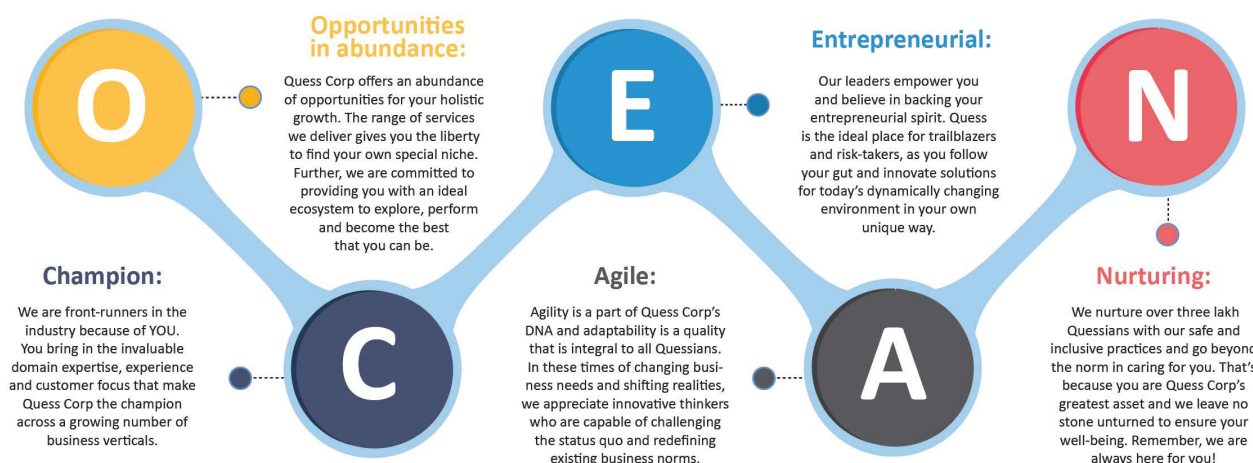 O
Opportunities
in abundance:
Quess Corp offers an abundance
of opportunities for your holistic
growth. The range of services
we deliver gives you the liberty
to find your own special niche.
Further, we are committed to
providing you with an ideal
ecosystem to explore, perform
and become the best
that you can be.
C
Champion:
We are front-runners in the
industry because of YOU.
You bring in the invaluable
domain expertise, experience
and customer focus that make
Quess Corp the champion
across a growing number of
business verticals.
E
Entrepreneurial:
Our leaders empower you
and believe in backing your
entrepreneurial spirit. Quess
is the ideal place for trailblazers
and risk-takers, as you follow
your gut and innovate solutions
for today's dynamically changing
environment in your own
unique way.
A
Agile:
Agility is a part of Quess Corp's
DNA and adaptability is a quality
that is integral to all Quessians.
In these times of changing busi-
ness needs and shifting realities,
we appreciate innovative thinkers
who are capable of challenging
the status quo and redefining
existing business norms.
N
Nurturing:
We nurture over three lakh
Quessians with our safe and
inclusive practices and go beyond
the norm in caring for you. That's
because you are Quess Corp's
greatest asset and we leave no
stone unturned to ensure your
well-being. Remember, we are
always here for you!